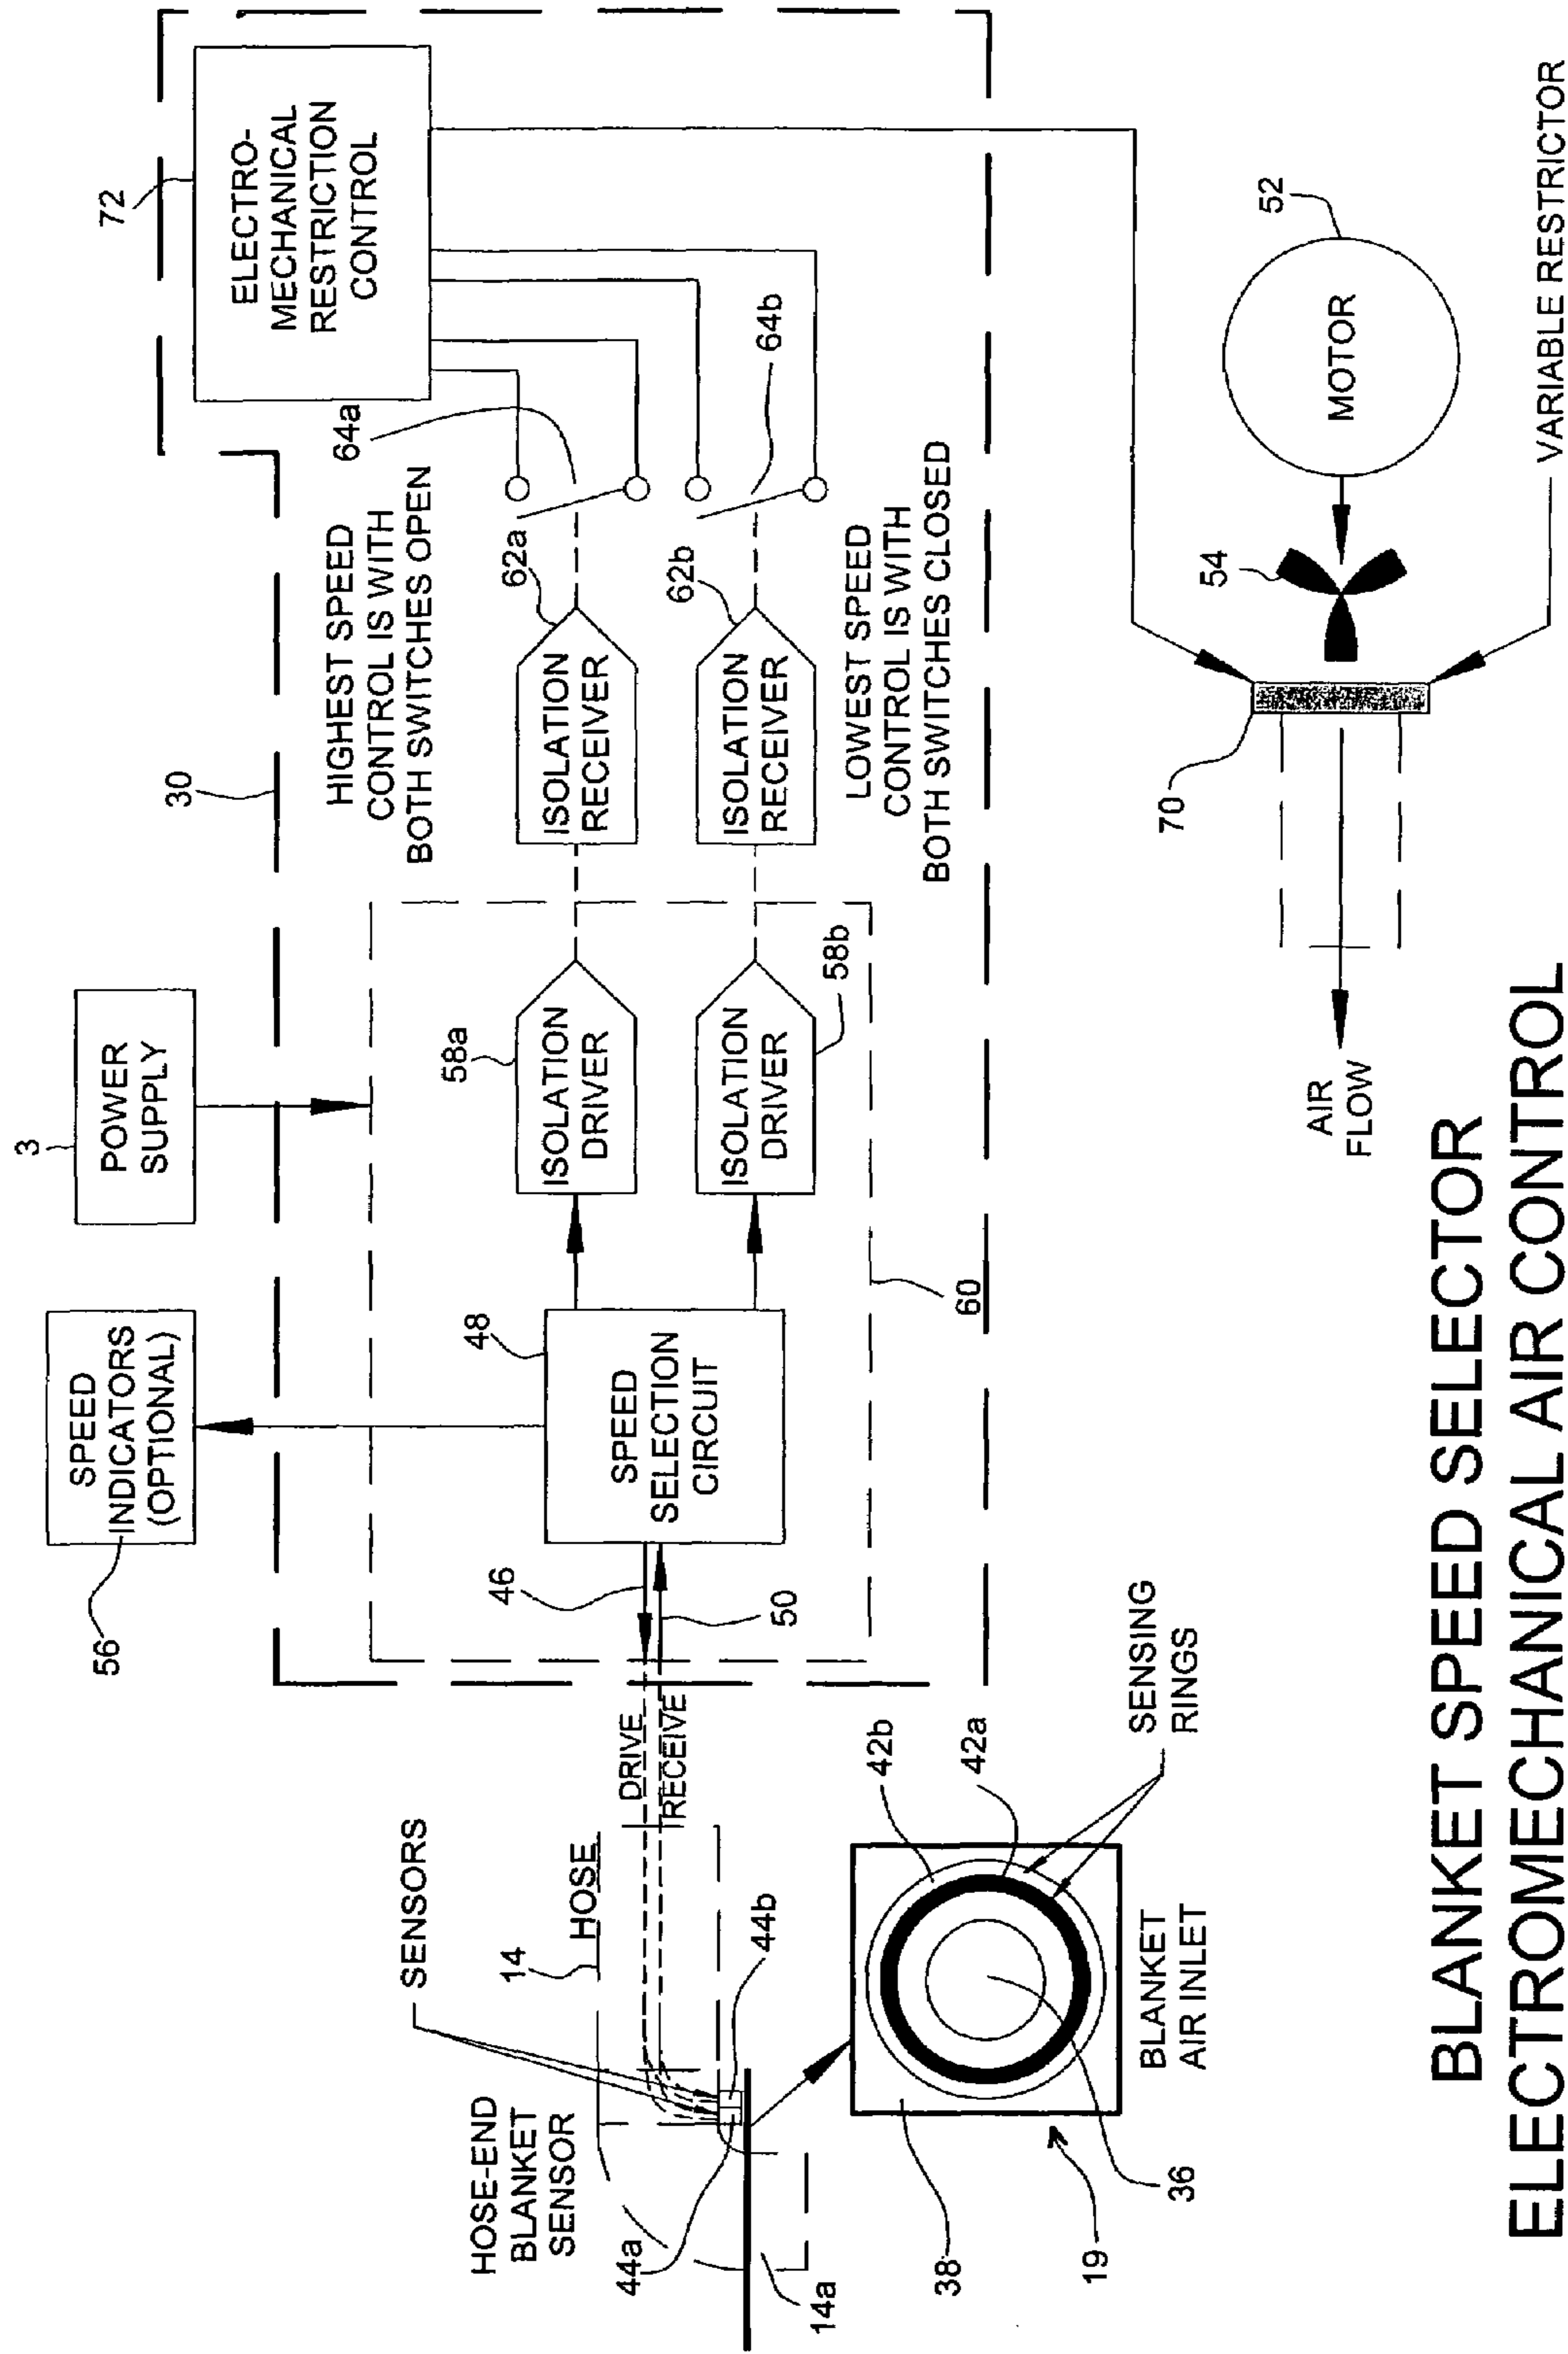 56
SPEED
INDICATORS
(OPTIONAL)
3
POWER
SUPPLY
30
72
ELECTRO-
MECHANICAL
RESTRICTION
CONTROL
HIGHEST SPEED
CONTROL IS WITH
BOTH SWITCHES OPEN
64a
SENSORS
14
HOSE
HOSE-END
BLANKET
SENSOR
44a
44b
14a
DRIVE
RECEIVE
46
50
48
SPEED
SELECTION
CIRCUIT
58a
ISOLATION
DRIVER
ISOLATION
DRIVER
58b
60
62a
ISOLATION
RECEIVER
62b
ISOLATION
RECEIVER
64b
LOWEST SPEED
CONTROL IS WITH
BOTH SWITCHES CLOSED
42b
42a
SENSING
RINGS
38
19
36
BLANKET
AIR INLET
AIR
FLOW
70
54
52
MOTOR
VARIABLE RESTRICTOR
BLANKET SPEED SELECTOR
ELECTROMECHANICAL AIR CONTROL